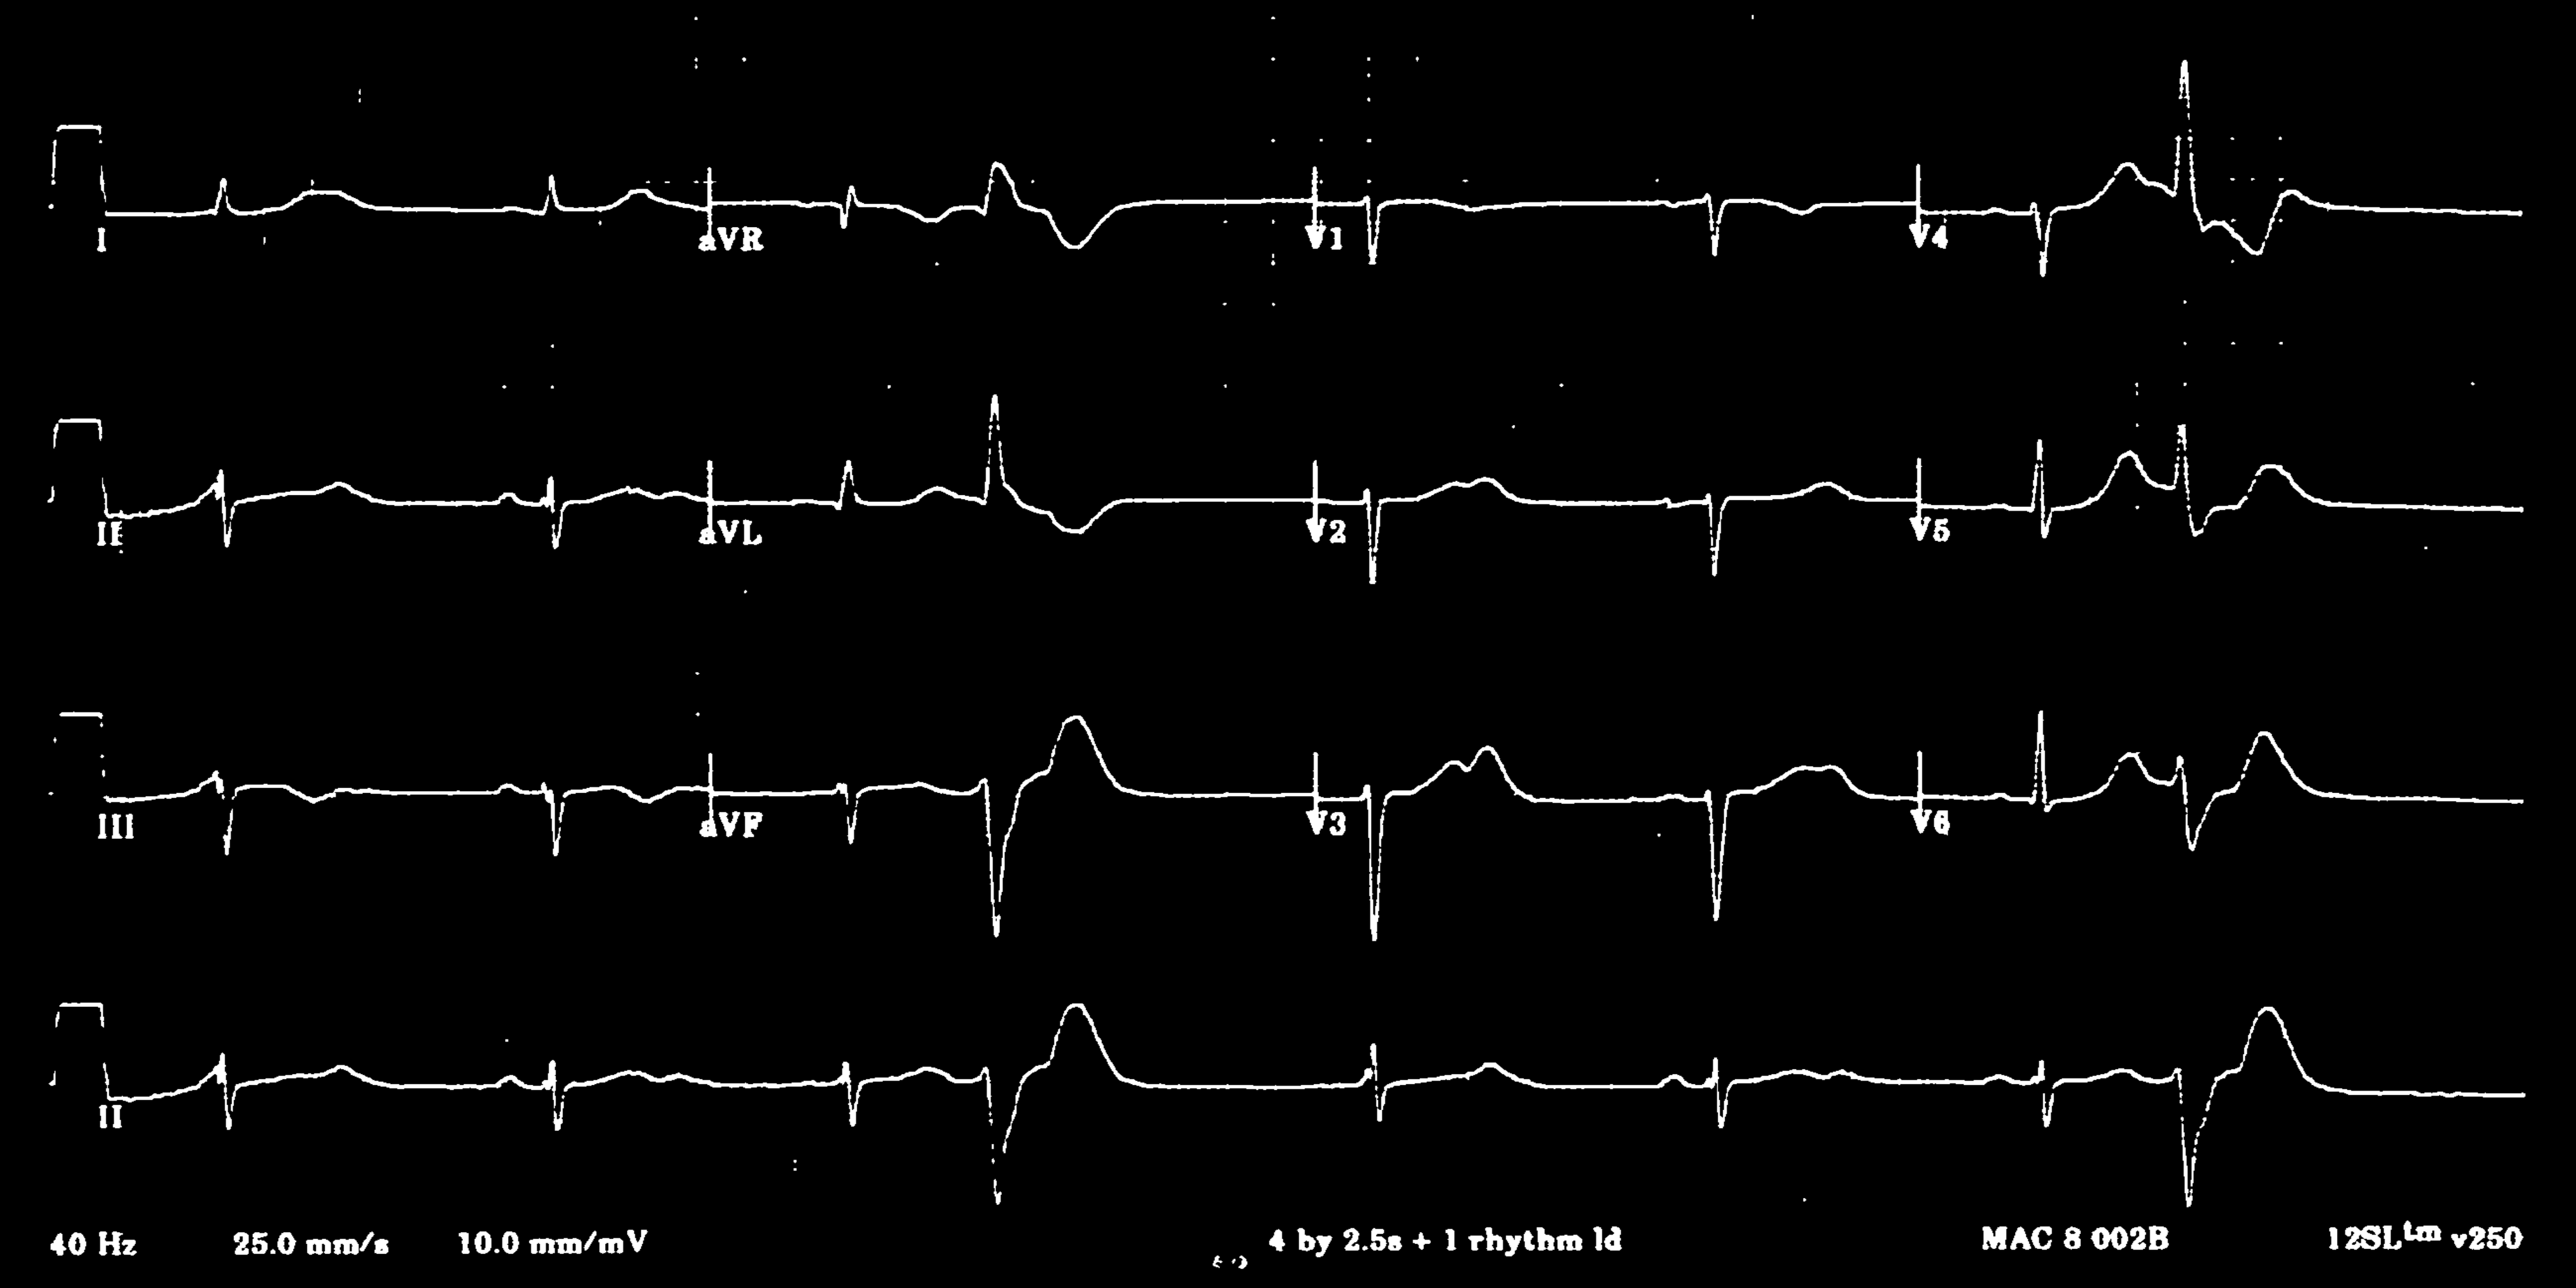 I aVR V1 V4
II aVL V2 V5
III aVF V3 V6
II
40 Hz 25.0 mm/s 10.0 mm/mV 4 by 2.5s + 1 rhythm ld MAC 8 002B 12SLtm v250